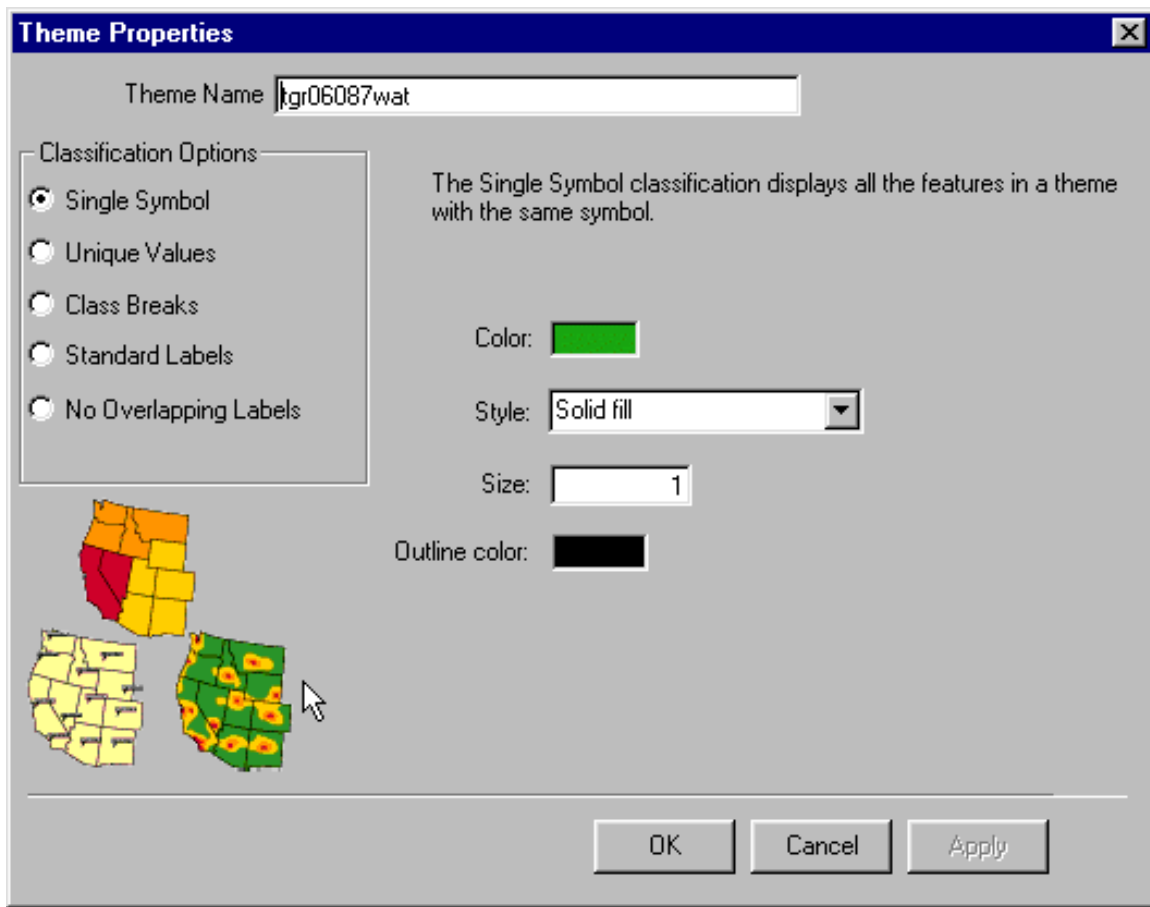 Theme Properties
Theme Name tgr06087wat
Classification Options
Single Symbol
Unique Values
Class Breaks
Standard Labels
No Overlapping Labels
The Single Symbol classification displays all the features in a theme
with the same symbol.
Color:
Style: Solid fill
Size: 1
Outline color:
OK Cancel Apply